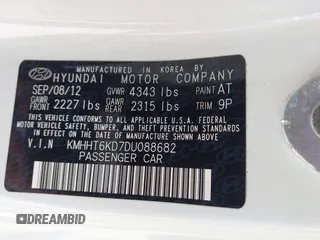 MANUFACTURED IN KOREA BY
HYUNDAI MOTOR COMPANY
SEP/08/12 GVWR 4343 lbs PAINT AT
GAWR FRONT 2227 lbs GAWR REAR 2315 lbs TRIM 9P
THIS VEHICLE CONFORMS TO ALL APPLICABLE
FEDERAL MOTOR VEHICLE SAFETY, BUMPER, AND
THEFT PREVENTION STANDARDS IN EFFECT ON
THE DATE OF MANUFACTURE SHOWN ABOVE.
V.I.N KMHHT6KD7DU088682
PASSENGER CAR
DREAMBID